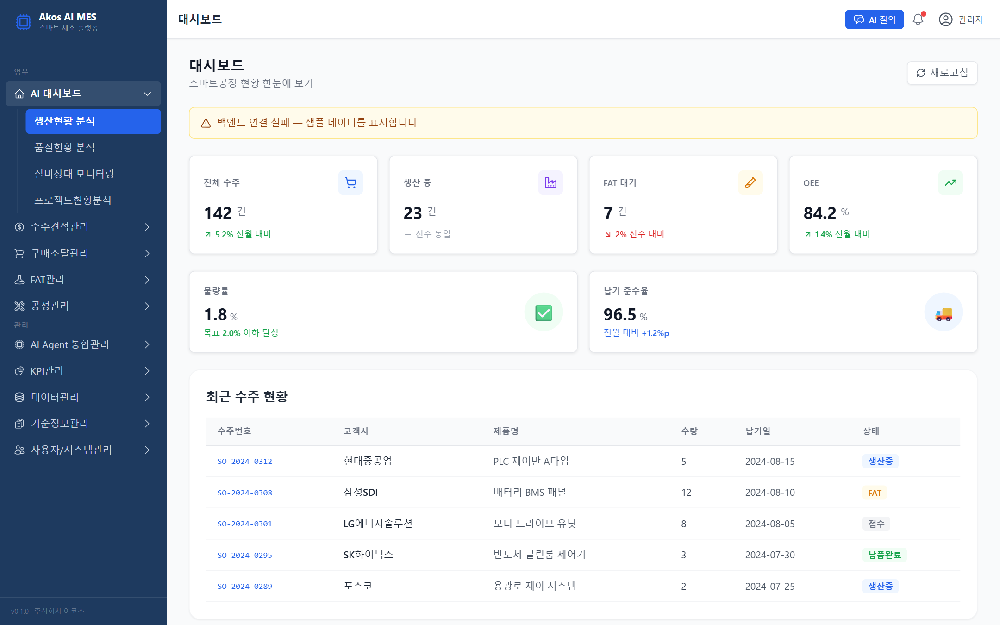 Akos AI MES
스마트 제조 플랫폼
업무
AI 대시보드
생산현황 분석
품질현황 분석
설비상태 모니터링
프로젝트현황분석
수주견적관리
구매조달관리
FAT관리
공정관리
관리
AI Agent 통합관리
KPI관리
데이터관리
기준정보관리
사용자/시스템관리
v0.1.0 · 주식회사 아코스
대시보드
AI 질의
관리자
대시보드
스마트공장 현황 한눈에 보기
새로고침
백엔드 연결 실패 — 샘플 데이터를 표시합니다
전체 수주
142 건
5.2% 전월 대비
생산 중
23 건
전주 동일
FAT 대기
7 건
2% 전주 대비
OEE
84.2 %
1.4% 전월 대비
불량률
1.8 %
목표 2.0% 이하 달성
납기 준수율
96.5 %
전월 대비 +1.2%p
최근 수주 현황
수주번호 고객사 제품명 수량 납기일 상태
SO-2024-0312 현대중공업 PLC 제어반 A타입 5 2024-08-15 생산중
SO-2024-0308 삼성SDI 배터리 BMS 패널 12 2024-08-10 FAT
SO-2024-0301 LG에너지솔루션 모터 드라이브 유닛 8 2024-08-05 접수
SO-2024-0295 SK하이닉스 반도체 클린룸 제어기 3 2024-07-30 납품완료
SO-2024-0289 포스코 용광로 제어 시스템 2 2024-07-25 생산중